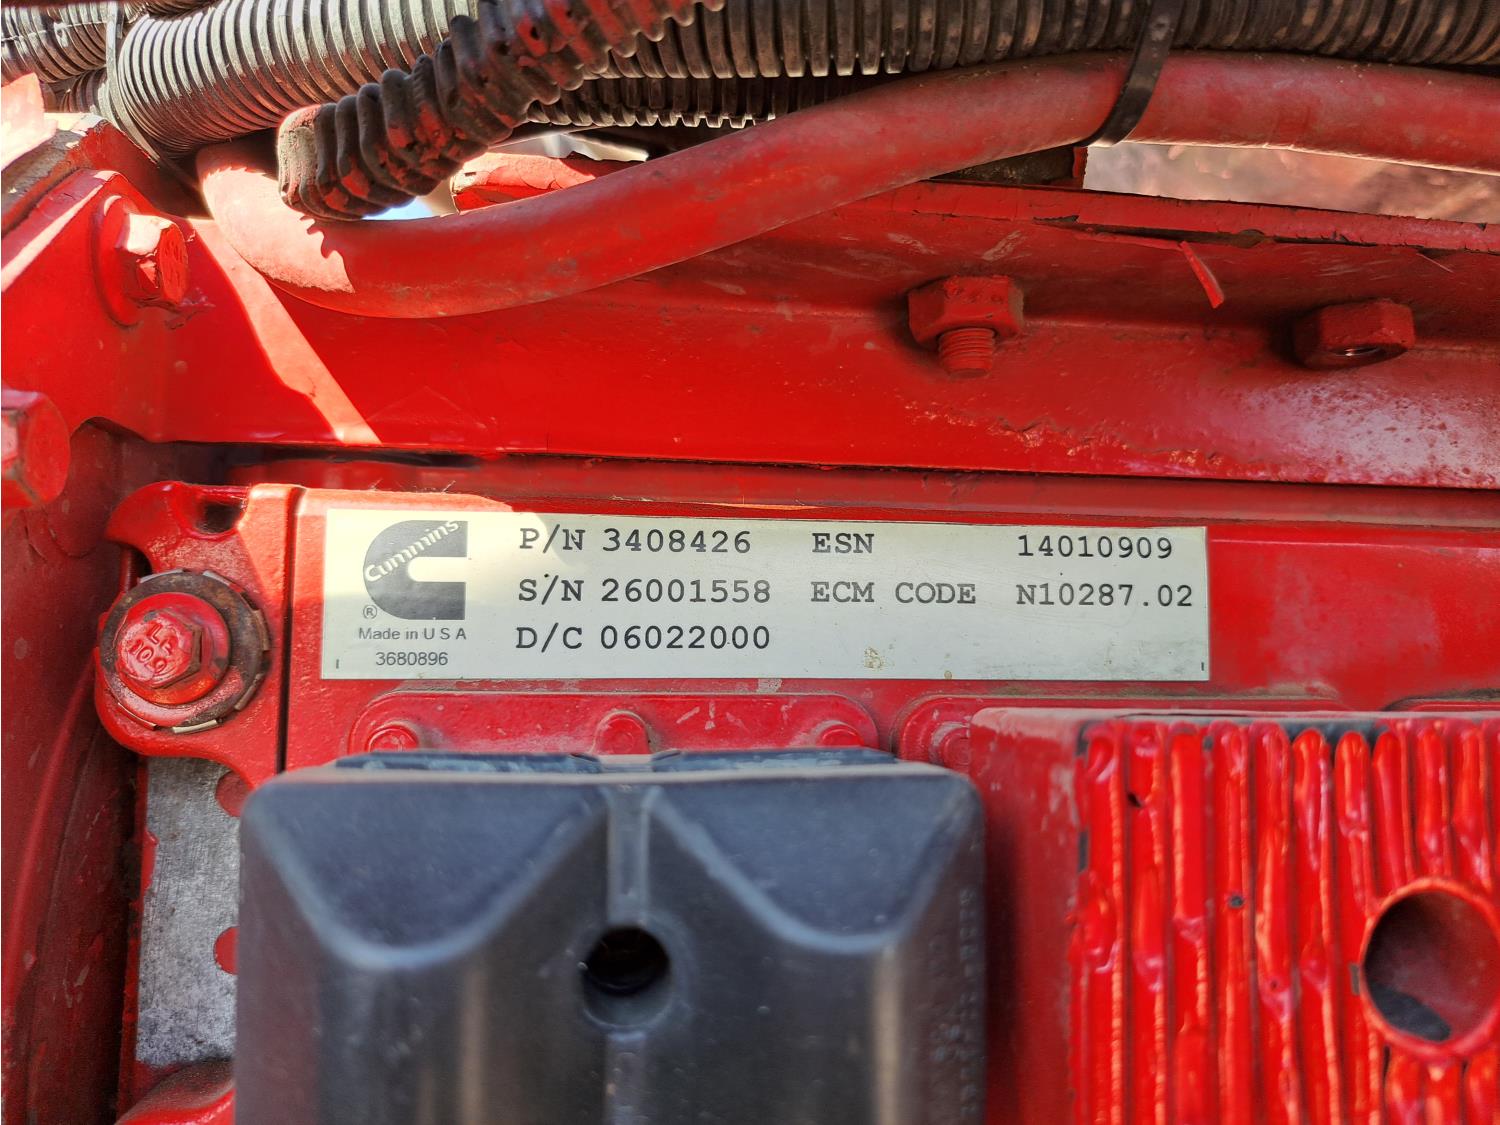 Cummins
P/N 3408426 ESN 14010909
S/N 26001558 ECM CODE N10287.02
D/C 06022000
®
Made in U S A
3680896